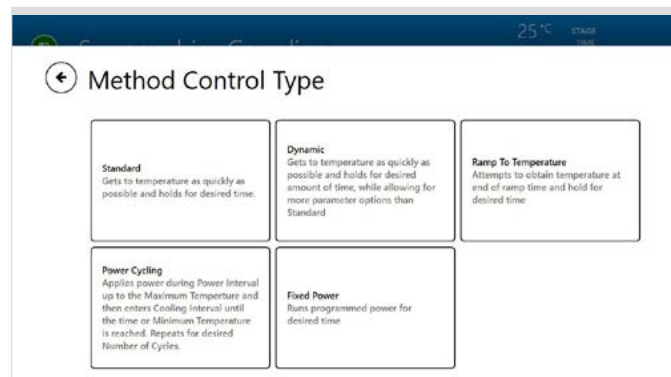 25 °C
STAGE
Method Control Type
Standard
Gets to temperature as quickly as
possible and holds for desired time.
Dynamic
Gets to temperature as quickly as
possible and holds for desired
amount of time, while allowing for
more parameter options than
Standard
Ramp To Temperature
Attempts to obtain temperature at
end of ramp time and hold for
desired time
Power Cycling
Applies power during Power Interval
up to the Maximum Temperture and
then enters Cooling Interval until
the time or Minimum Temperature
is reached. Repeats for desired
Number of Cycles.
Fixed Power
Runs programmed power for
desired time